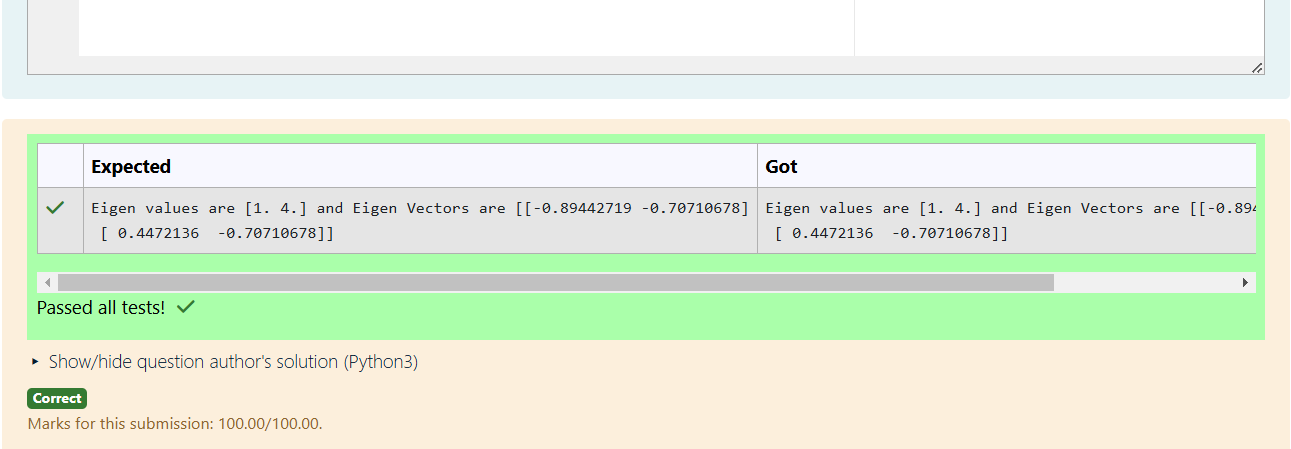 Expected Got
Eigen values are [1. 4.] and Eigen Vectors are [[-0.89442719 -0.70710678] Eigen values are [1. 4.] and Eigen Vectors are [[-0.894
[ 0.4472136  -0.70710678]] [ 0.4472136  -0.70710678]]
Passed all tests!
Show/hide question author's solution (Python3)
Correct
Marks for this submission: 100.00/100.00.